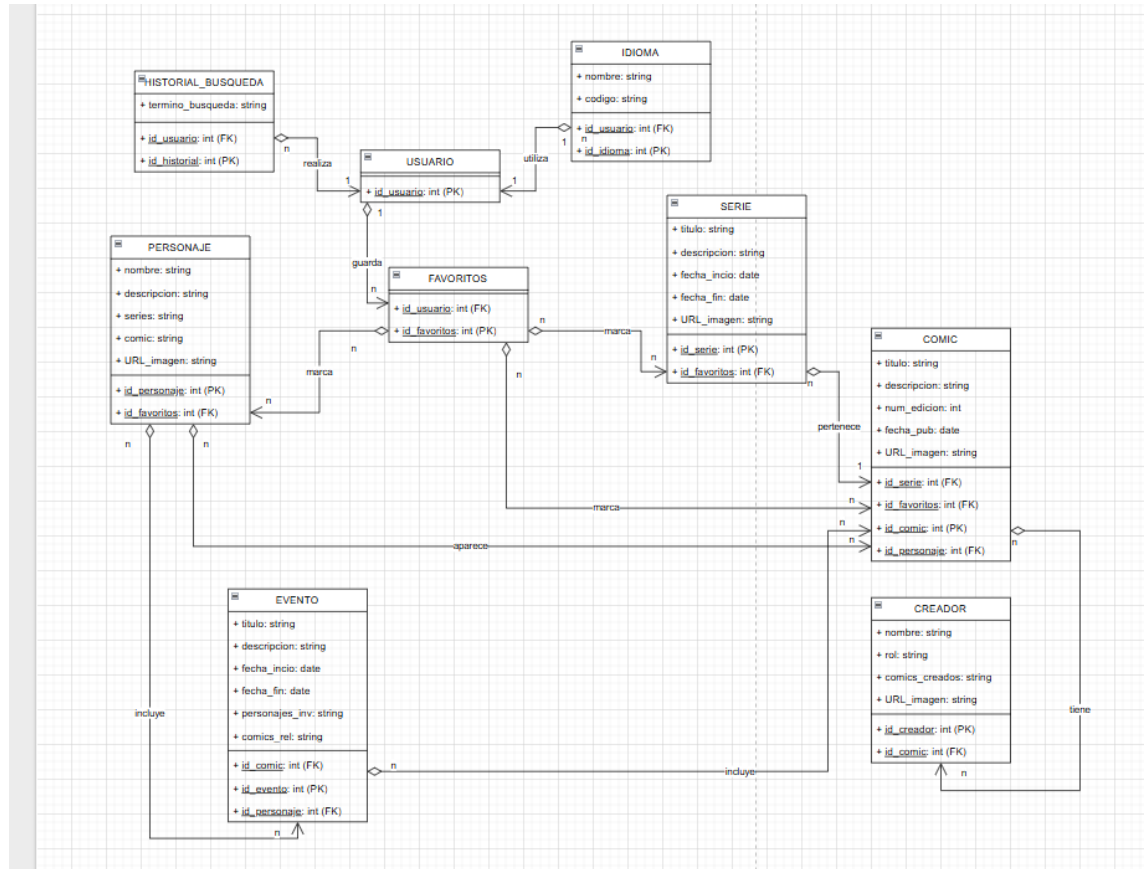 HISTORIAL_BUSQUEDA
+ termino_busqueda: string
+ id_usuario: int (FK)
+ id_historial: int (PK)
n
realiza
1
IDIOMA
+ nombre: string
+ codigo: string
+ id_usuario: int (FK)
+ id_idioma: int (PK)
n
1
utiliza
1
USUARIO
+ id_usuario: int (PK)
1
guarda
n
PERSONAJE
+ nombre: string
+ descripcion: string
+ series: string
+ comic: string
+ URL_imagen: string
+ id_personaje: int (PK)
+ id_favoritos: int (FK)
n
n
FAVORITOS
+ id_usuario: int (FK)
+ id_favoritos: int (PK)
n
marca
n
n
marca
n
n
marca
n
SERIE
+ titulo: string
+ descripcion: string
+ fecha_incio: date
+ fecha_fin: date
+ URL_imagen: string
+ id_serie: int (PK)
+ id_favoritos: int (FK)
n
pertenece
1
COMIC
+ titulo: string
+ descripcion: string
+ num_edicion: int
+ fecha_pub: date
+ URL_imagen: string
+ id_serie: int (FK)
+ id_favoritos: int (FK)
+ id_comic: int (PK)
+ id_personaje: int (FK)
n
n
aparece
n
tiene
EVENTO
+ titulo: string
+ descripcion: string
+ fecha_incio: date
+ fecha_fin: date
+ personajes_inv: string
+ comics_rel: string
+ id_comic: int (FK)
+ id_evento: int (PK)
+ id_personaje: int (FK)
incluye
n
n
incluye
CREADOR
+ nombre: string
+ rol: string
+ comics_creados: string
+ URL_imagen: string
+ id_creador: int (PK)
+ id_comic: int (FK)
n